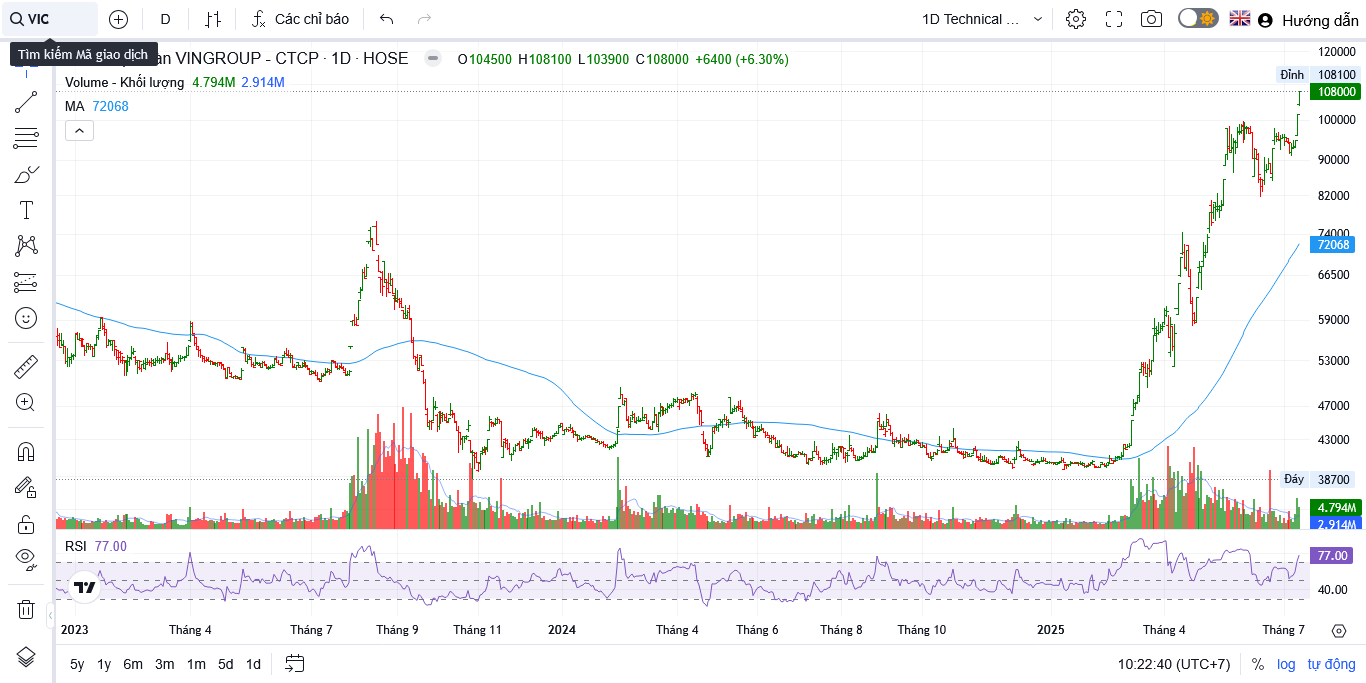 VIC D Các chỉ báo 1D Technical ... Hướng dẫn
Tìm kiếm Mã giao dịch
an VINGROUP - CTCP · 1D · HOSE O104500 H108100 L103900 C108000 +6400 (+6.30%)
Volume - Khối lượng 4.794M 2.914M
MA 72068
120000
Đỉnh 108100
108000
100000
90000
82000
74000
72068
66500
59000
53000
47000
43000
Đáy 38700
4.794M
2.914M
RSI 77.00
77.00
40.00
2023 Tháng 4 Tháng 7 Tháng 9 Tháng 11 2024 Tháng 4 Tháng 6 Tháng 8 Tháng 10 2025 Tháng 4 Tháng 7
5y 1y 6m 3m 1m 5d 1d 10:22:40 (UTC+7) % log tự động